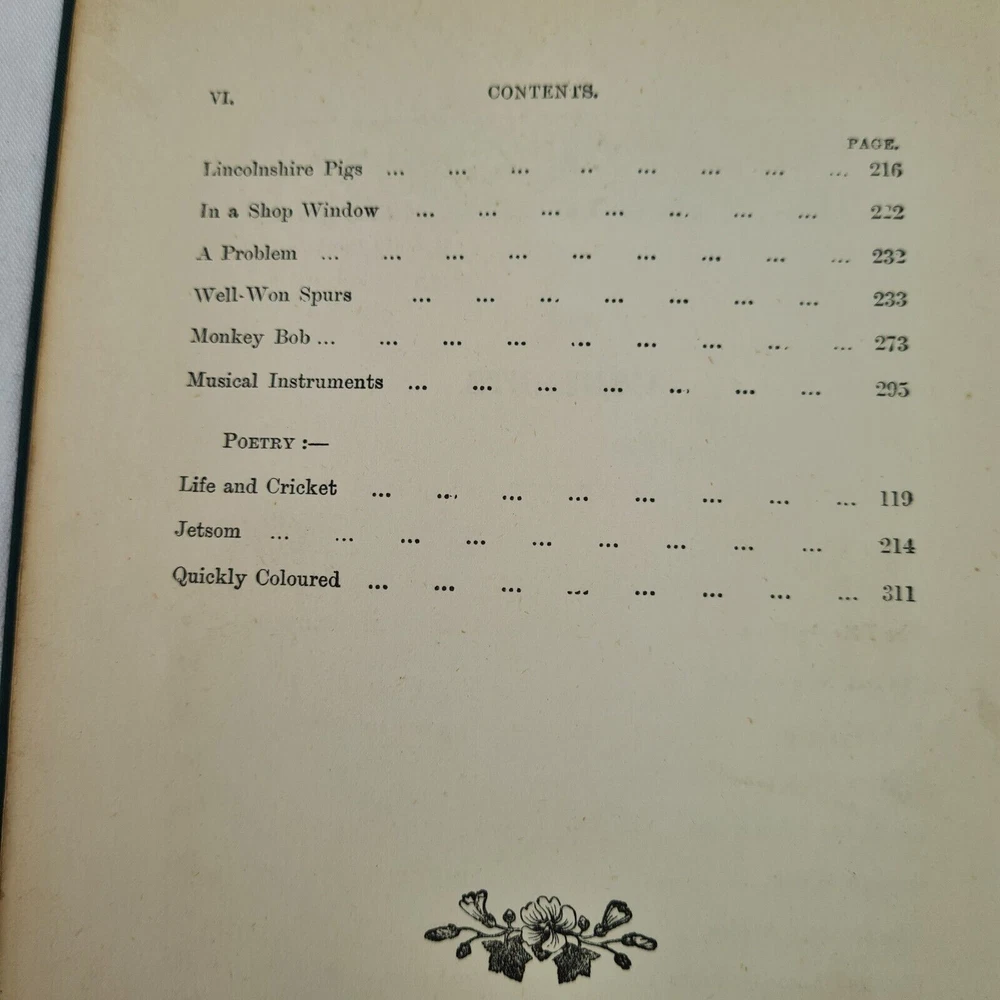 VI. CONTENTS.
PAGE.
Lincolnshire Pigs ... ... ... .. ... ... ... ... 216
In a Shop Window ... ... ... ... ... ... ... 222
A Problem ... ... ... ... ... ... ... ... ... 232
Well-Won Spurs ... ... ... ... ... ... ... 233
Monkey Bob ... ... ... ... ... ... ... ... ... 273
Musical Instruments ... ... ... ... ... ... ... 295
POETRY :—
Life and Cricket ... ... ... ... ... ... ... ... 119
Jetsom ... ... ... ... ... ... ... ... ... 214
Quickly Coloured ... ... ... ... ... ... ... ... 311